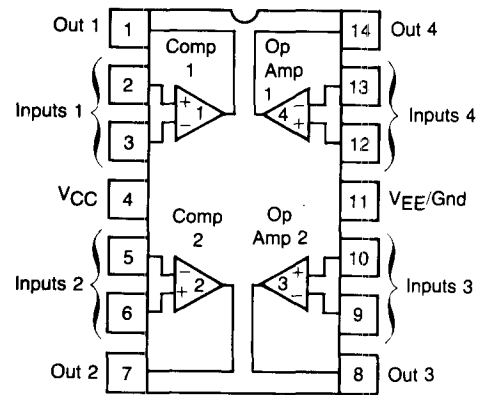 Out 1
1
14
Out 4
Comp
1
Op
Amp
1
2
13
Inputs 1
+
1
−
−
4
+
Inputs 4
3
12
VCC
4
11
VEE/Gnd
Comp
2
Op
Amp 2
5
10
Inputs 2
−
2
+
+
3
−
Inputs 3
6
9
Out 2
7
8
Out 3